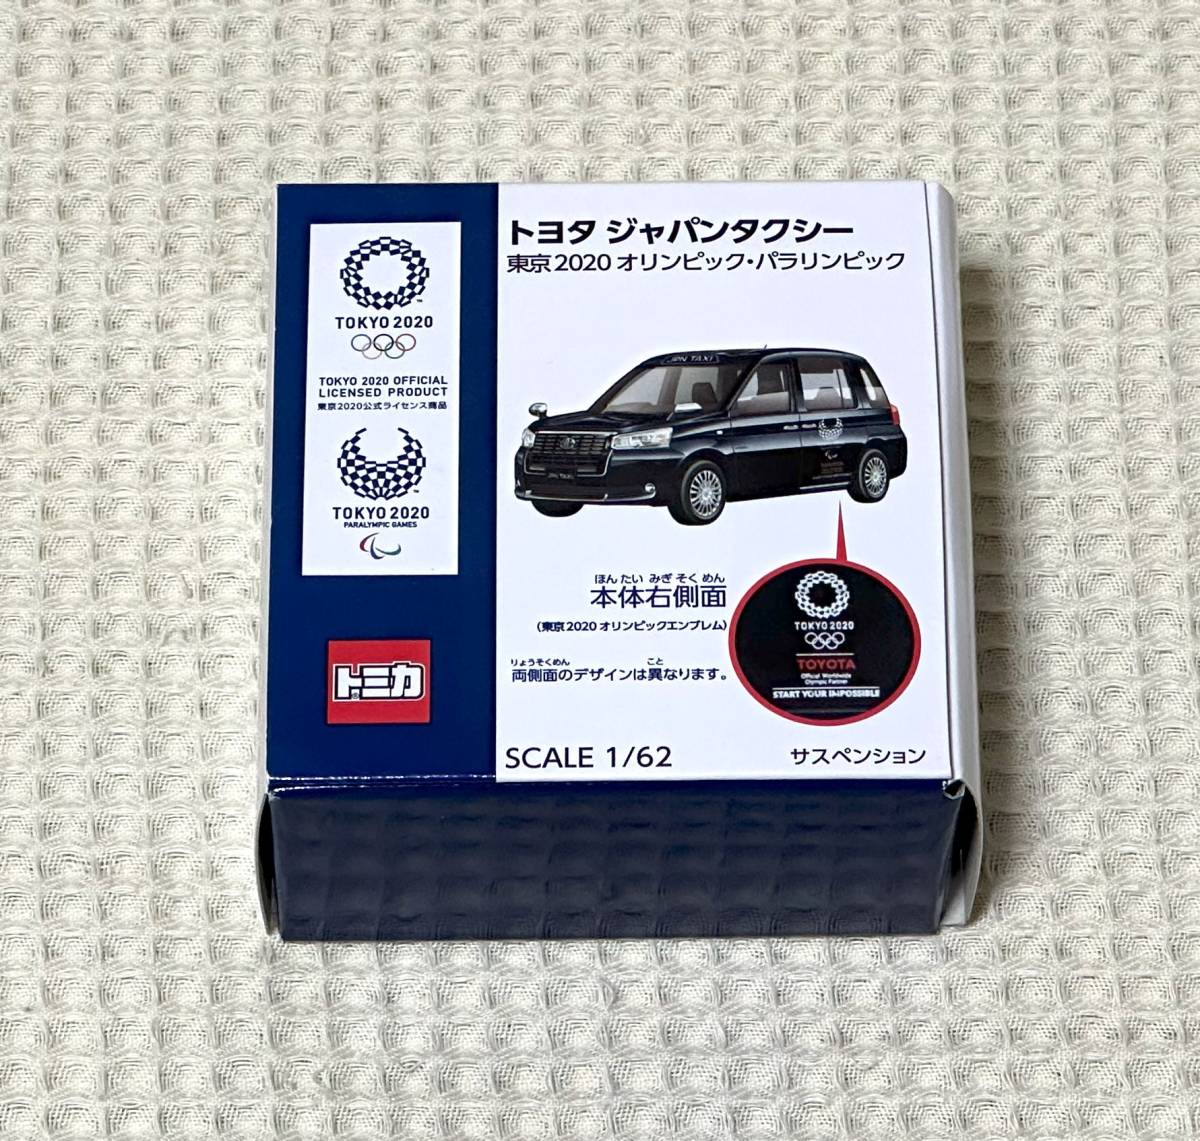 トヨタ ジャパンタクシー
東京2020 オリンピック・パラリンピック
TOKYO 2020
TOKYO 2020 OFFICIAL
LICENSED PRODUCT
東京2020公式ライセンス商品
TOKYO 2020
PARALYMPIC GAMES
トミカ
®
JPN TAXI
JPN TAXI
ほん たい みぎ そく めん
本体右側面
(東京2020 オリンピックエンブレム)
りょうそくめん こと
両側面のデザインは異なります。
TOKYO 2020
TOYOTA
Official Worldwide
Olympic Partner
START YOUR IMPOSSIBLE
SCALE 1/62
サスペンション